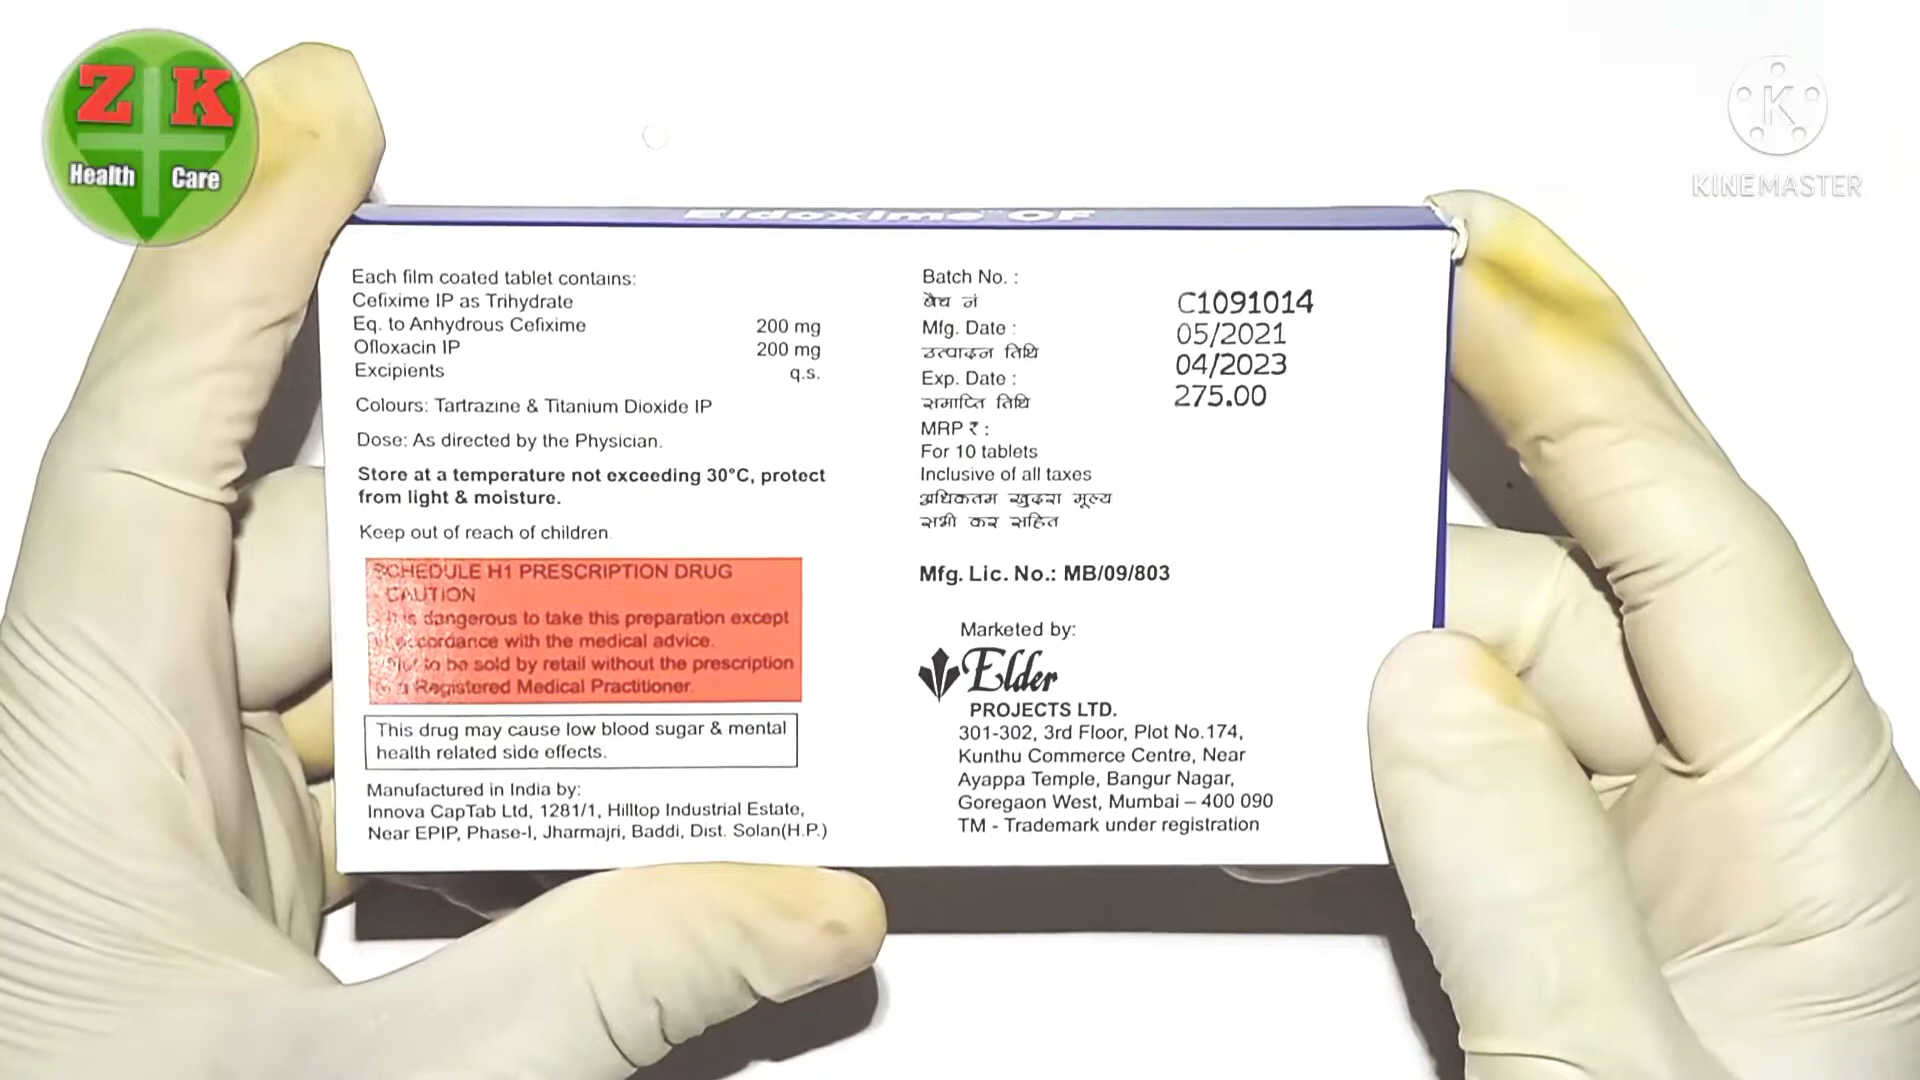 Z K
Health Care
KINEMASTER
Eldoxime OF
Each film coated tablet contains:
Cefixime IP as Trihydrate
Eq. to Anhydrous Cefixime 200 mg
Ofloxacin IP 200 mg
Excipients q.s.
Colours: Tartrazine & Titanium Dioxide IP
Dose: As directed by the Physician.
Store at a temperature not exceeding 30°C, protect
from light & moisture.
Keep out of reach of children.
SCHEDULE H1 PRESCRIPTION DRUG
CAUTION
It is dangerous to take this preparation except
accordance with the medical advice.
Not to be sold by retail without the prescription
a Registered Medical Practitioner.
This drug may cause low blood sugar & mental
health related side effects.
Manufactured in India by:
Innova CapTab Ltd, 1281/1, Hilltop Industrial Estate,
Near EPIP, Phase-I, Jharmajri, Baddi, Dist. Solan(H.P.)
Batch No. :
बैच नं C1091014
Mfg. Date : 05/2021
उत्पादन तिथि
Exp. Date : 04/2023
समाप्ति तिथि 275.00
MRP ₹ :
For 10 tablets
Inclusive of all taxes
अधिकतम खुदरा मूल्य
सभी कर सहित
Mfg. Lic. No.: MB/09/803
Marketed by:
Elder
PROJECTS LTD.
301-302, 3rd Floor, Plot No.174,
Kunthu Commerce Centre, Near
Ayappa Temple, Bangur Nagar,
Goregaon West, Mumbai – 400 090
TM - Trademark under registration